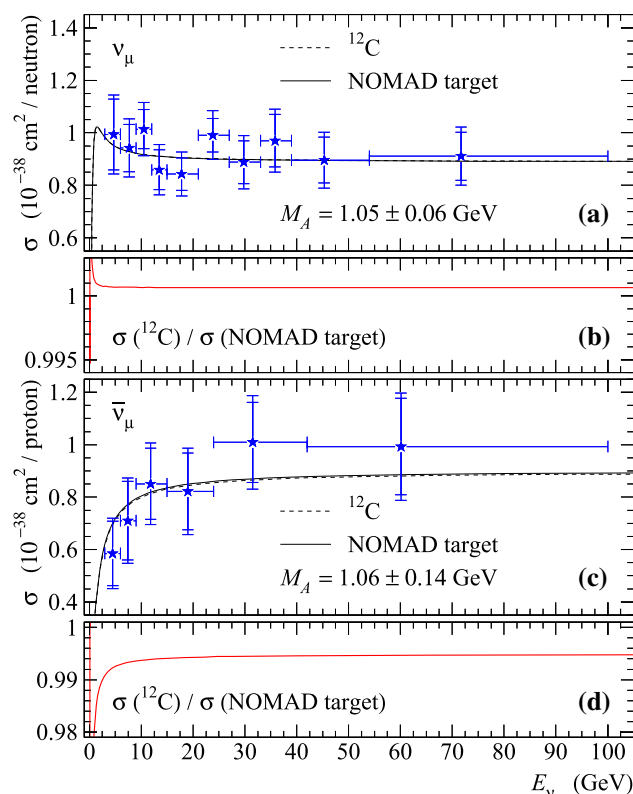 1.4
ν_μ
¹²C
NOMAD target
1.2
1.0
0.8
0.6
M_A = 1.05 ± 0.06 GeV
(a)
σ (10⁻³⁸ cm² / neutron)
1
0.995
σ (¹²C) / σ (NOMAD target)
(b)
1.2
ν̄_μ
1.0
0.8
0.6
0.4
¹²C
NOMAD target
M_A = 1.06 ± 0.14 GeV
(c)
σ (10⁻³⁸ cm² / proton)
1
0.99
0.98
σ (¹²C) / σ (NOMAD target)
(d)
0 10 20 30 40 50 60 70 80 90 100
E_ν (GeV)